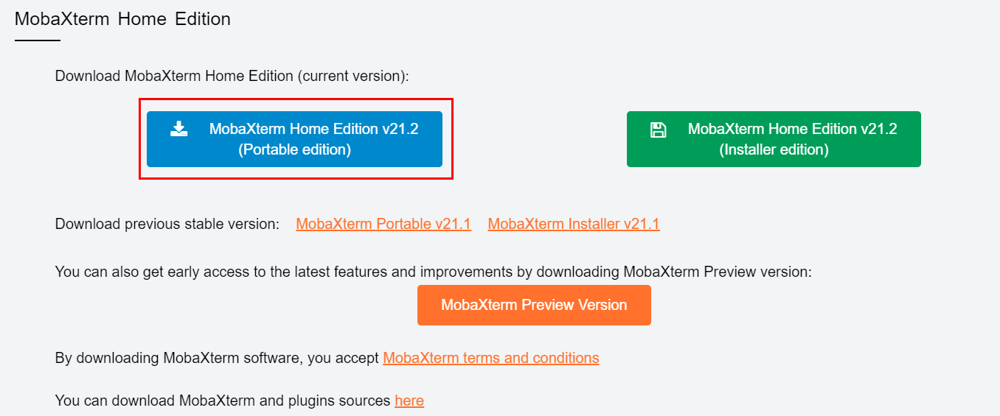 MobaXterm Home Edition
Download MobaXterm Home Edition (current version):
MobaXterm Home Edition v21.2
(Portable edition)
MobaXterm Home Edition v21.2
(Installer edition)
Download previous stable version: MobaXterm Portable v21.1 MobaXterm Installer v21.1
You can also get early access to the latest features and improvements by downloading MobaXterm Preview version:
MobaXterm Preview Version
By downloading MobaXterm software, you accept MobaXterm terms and conditions
You can download MobaXterm and plugins sources here